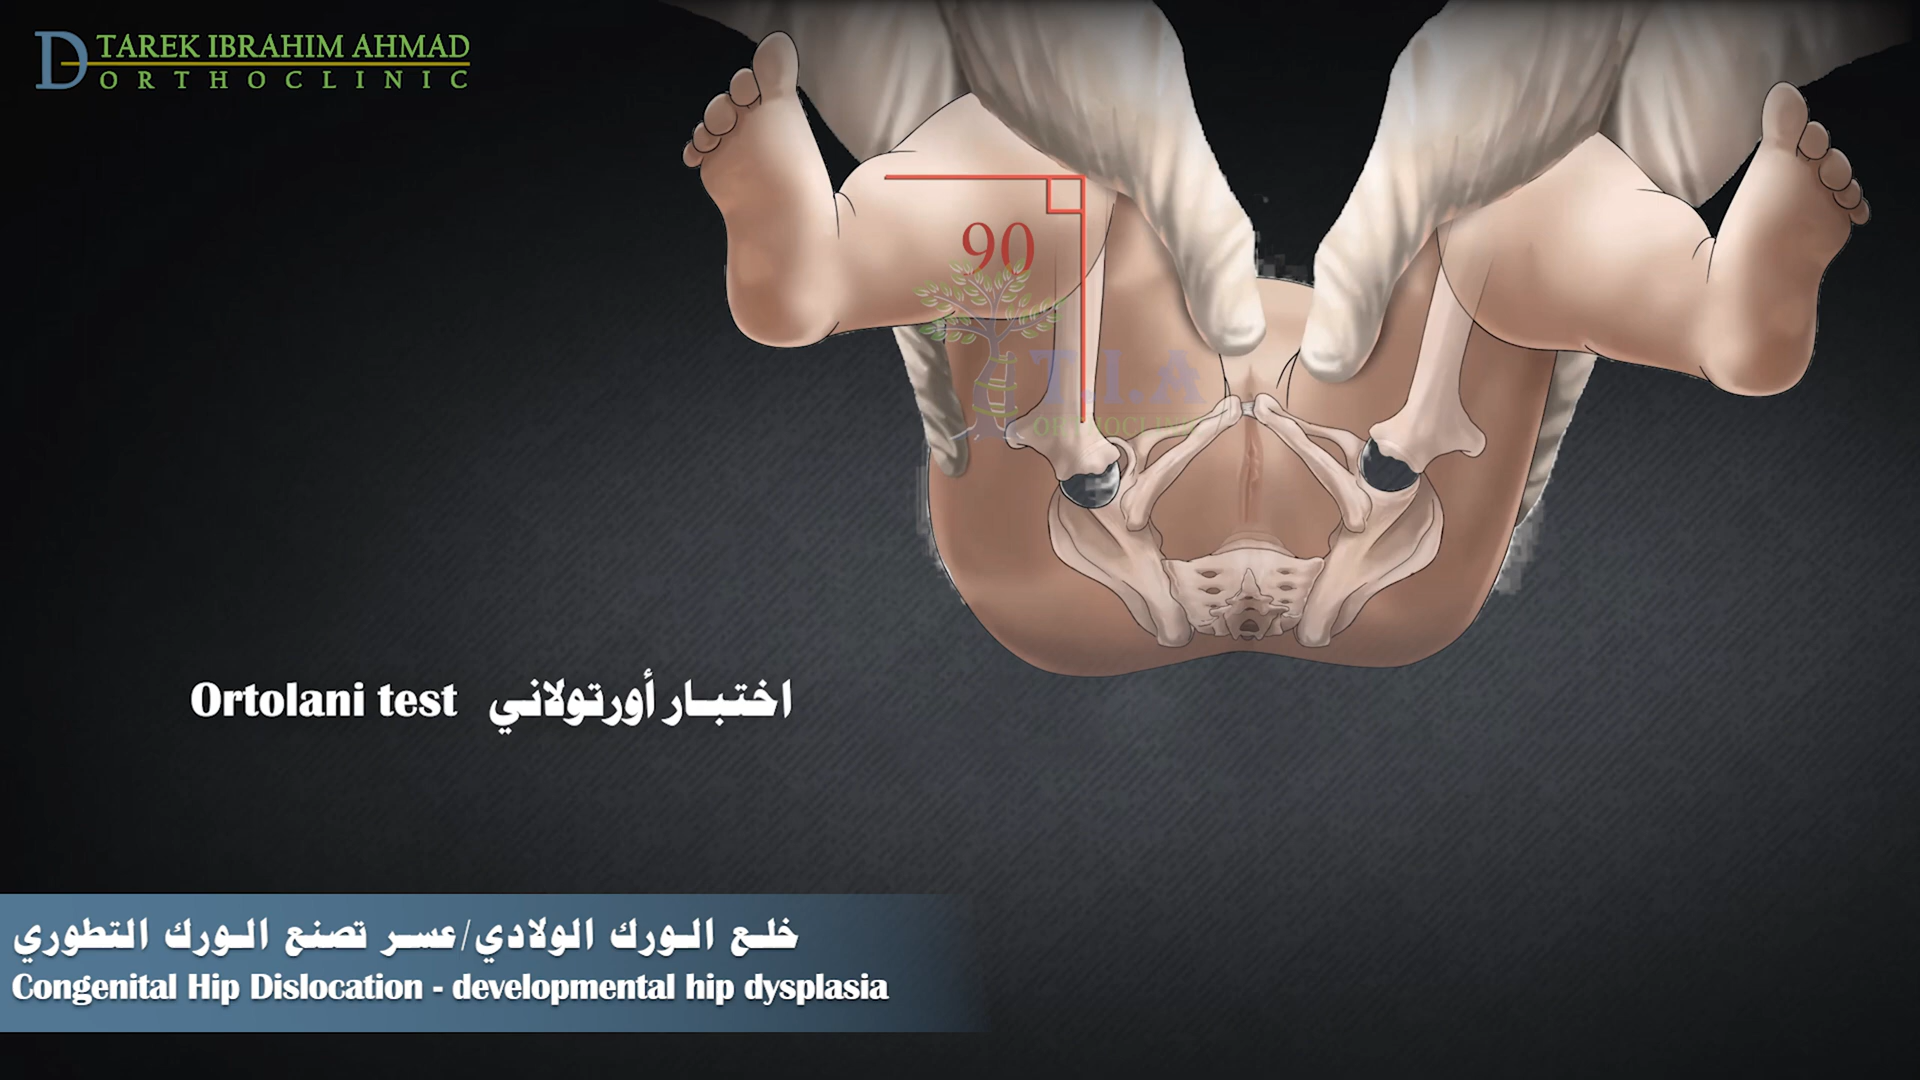 D TAREK IBRAHIM AHMAD
ORTHOCLINIC
90
T.I.A
ORTHOCLINIC
Ortolani test اختبار أورتولاني
خلع الورك الولادي/عسر تصنع الورك التطوري
Congenital Hip Dislocation - developmental hip dysplasia